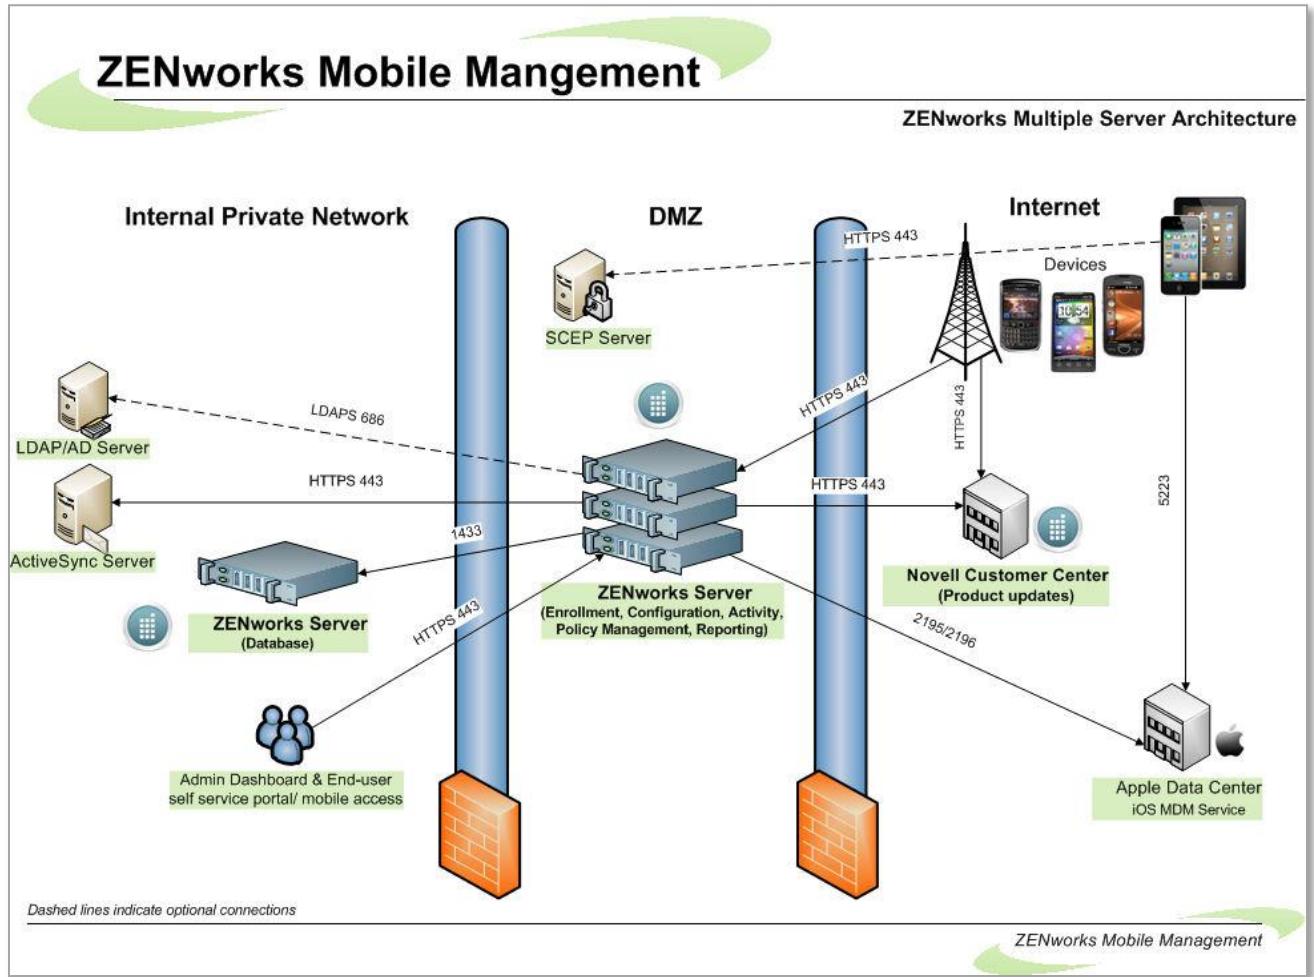 ZENworks Mobile Mangement
ZENworks Multiple Server Architecture
Internal Private Network
DMZ
Internet
HTTPS 443
Devices
10:54
SCEP Server
HTTPS 443
HTTPS 443
LDAPS 686
LDAP/AD Server
HTTPS 443
HTTPS 443
5223
1433
ActiveSync Server
ZENworks Server
(Enrollment, Configuration, Activity,
Policy Management, Reporting)
Novell Customer Center
(Product updates)
ZENworks Server
(Database)
HTTPS 443
2195/2196
Admin Dashboard & End-user
self service portal/ mobile access
Apple Data Center
iOS MDM Service
Dashed lines indicate optional connections
ZENworks Mobile Management